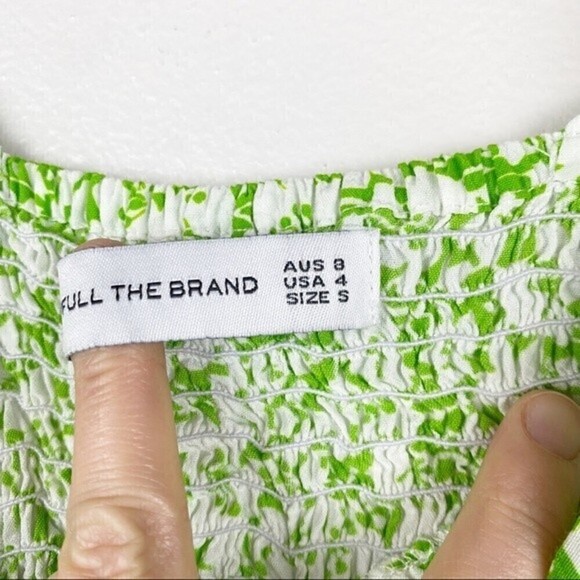 FULL THE BRAND
AUS 8
USA 4
SIZE S